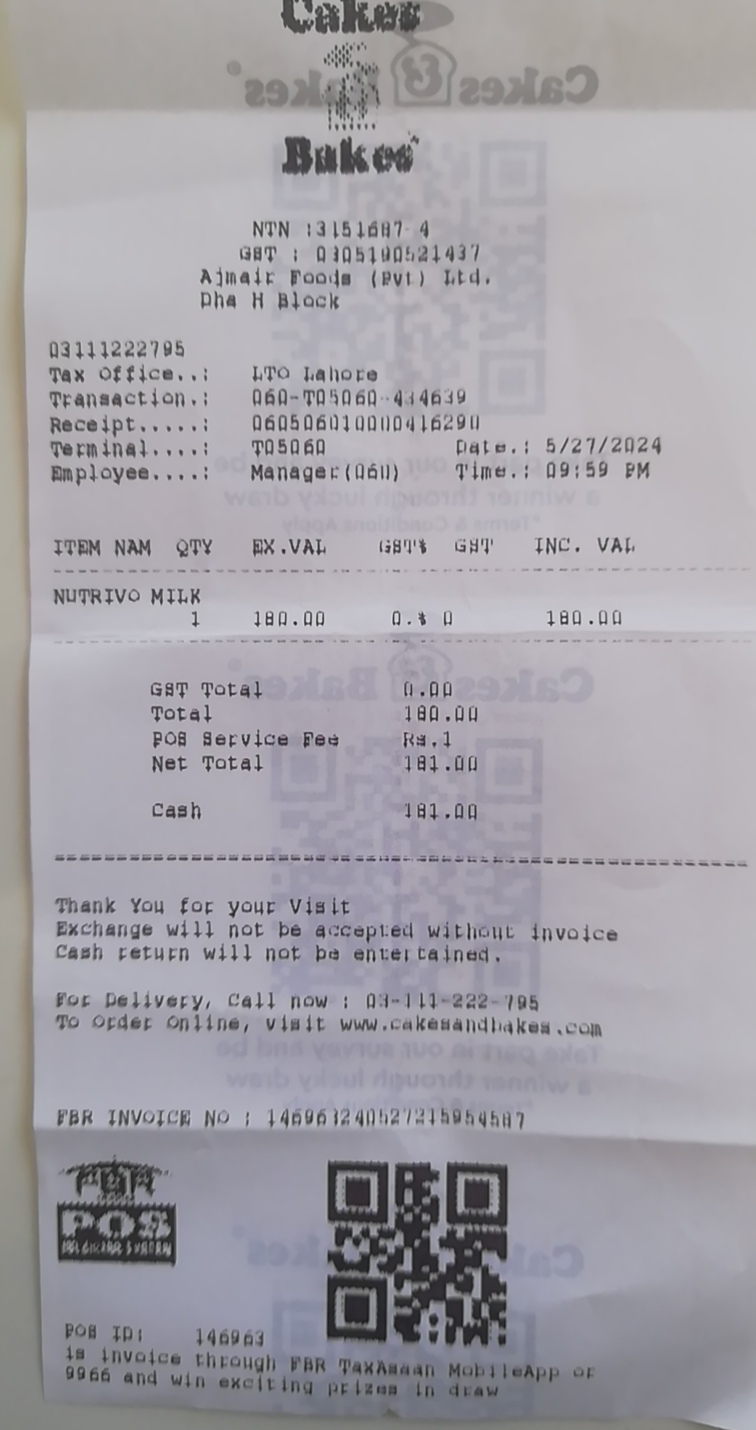 Cakes
Bakes
NTN :3151687-4
GST : 0305190521437
Ajmair Foods (Pvt) Ltd.
Dha H Block
03111222795
Tax Office..: LTO Lahore
Transaction.: 060-T05060-434639
Receipt.....: 060506010000416290
Terminal....: T05060 Date.: 5/27/2024
Employee....: Manager(060) Time.: 09:59 PM
ITEM NAM QTY EX.VAL GST% GST INC. VAL
NUTRIVO MILK
1 180.00 0.% 0 180.00
GST Total 0.00
Total 180.00
POS Service Fee Rs.1
Net Total 181.00
Cash 181.00
Thank You for your Visit
Exchange will not be accepted without invoice
Cash return will not be entertained.
For Delivery, Call now : 03-111-222-795
To Order Online, visit www.cakesandbakes.com
FBR INVOICE NO : 146963240527215954587
POS
POS ID: 146963
is invoice through FBR TaxAsaan MobileApp or
9966 and win exciting prizes in draw